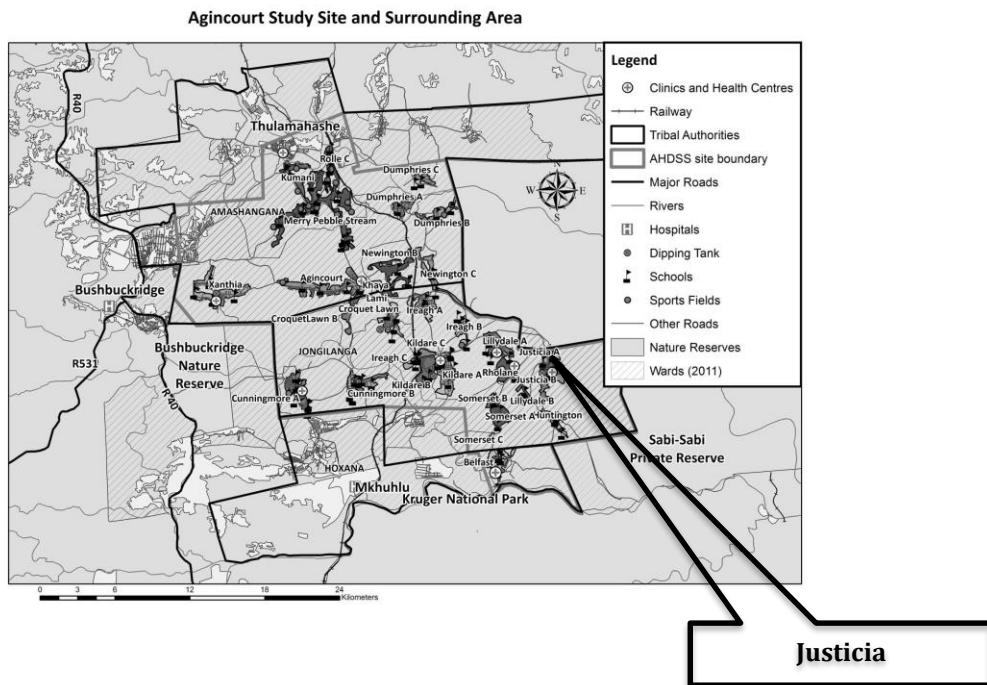 Agincourt Study Site and Surrounding Area
R40
Thulamahashe
Rolle C
Kumani
Dumphries C
Dumphries A
AMASHANGANA
Merry Pebble Stream
Dumphries B
Newington B
Xanthia
Agincourt
Khaya
Newington C
Bushbuckridge
Lami
Croquet Lawn
Ireagh A
CroquetLawn B
Ireagh B
Bushbuckridge
Nature
Reserve
JONGILANGA
Kildare C
Lillydale A
Justicia A
R531
Ireagh C
Kildare A
Rholane
Justicia B
R 40
Cunningmore A
Cunningmore B
Kildare B
Somerset B
Lillydale B
Somerset A
Huntington
Somerset C
Sabi-Sabi
Private Reserve
HOXANA
Belfast
Mkhuhlu
Kruger National Park
N
W
E
S
Legend
Clinics and Health Centres
Railway
Tribal Authorities
AHDSS site boundary
Major Roads
Rivers
H Hospitals
Dipping Tank
Schools
Sports Fields
Other Roads
Nature Reserves
Wards (2011)
0 3 6 12 18 24
Kilometers
Justicia